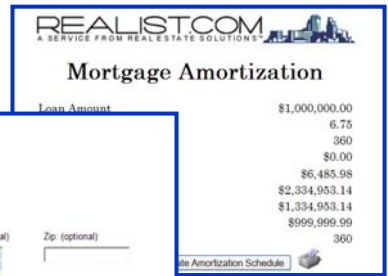 REALIST.COM
A SERVICE FROM REAL ESTATE SOLUTIONS
Mortgage Amortization
Loan Amount $1,000,000.00
6.75
360
$0.00
$6,485.98
$2,334,953.14
$1,334,953.14
$999,999.99
360
al) Zip: (optional)
te Amortization Schedule